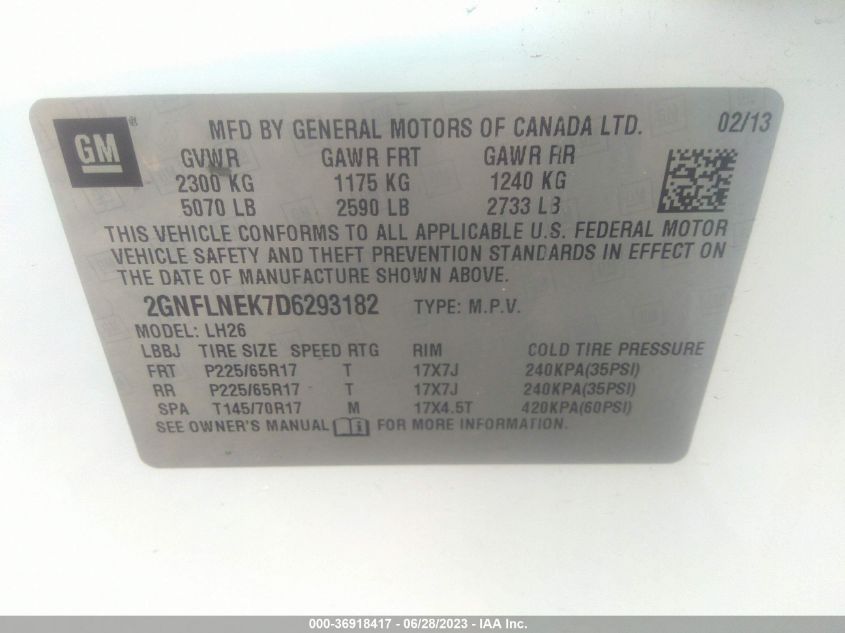 GM® MFD BY GENERAL MOTORS OF CANADA LTD. 02/13
GVWR GAWR FRT GAWR RR
2300 KG 1175 KG 1240 KG
5070 LB 2590 LB 2733 LB
THIS VEHICLE CONFORMS TO ALL APPLICABLE U.S. FEDERAL MOTOR
VEHICLE SAFETY AND THEFT PREVENTION STANDARDS IN EFFECT ON
THE DATE OF MANUFACTURE SHOWN ABOVE.
2GNFLNEK7D6293182 TYPE: M.P.V.
MODEL: LH26
LBBJ TIRE SIZE SPEED RTG RIM COLD TIRE PRESSURE
FRT P225/65R17 T 17X7J 240KPA(35PSI)
RR P225/65R17 T 17X7J 240KPA(35PSI)
SPA T145/70R17 M 17X4.5T 420KPA(60PSI)
SEE OWNER'S MANUAL i FOR MORE INFORMATION.
000-36918417 - 06/28/2023 - IAA Inc.